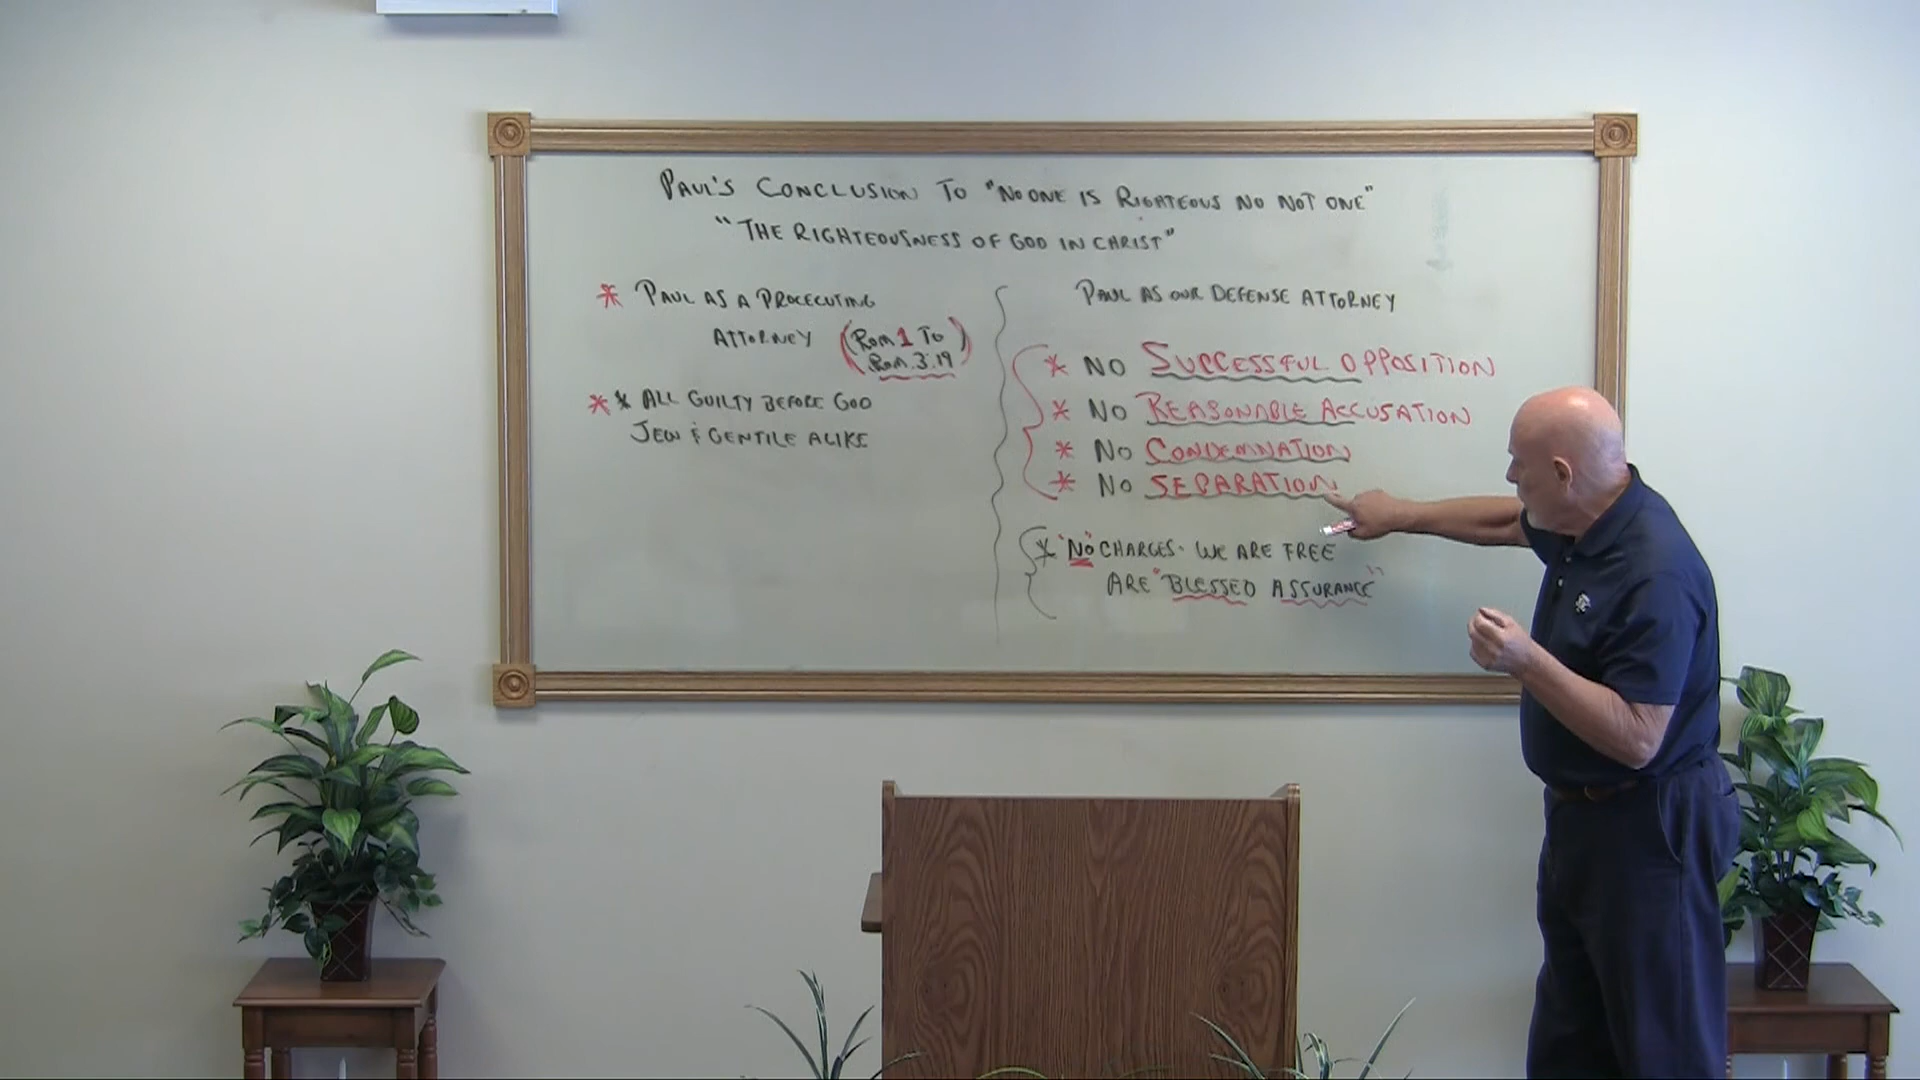 PAUL'S CONCLUSION TO "NO ONE IS RIGHTEOUS NO NOT ONE"
"THE RIGHTEOUSNESS OF GOD IN CHRIST"
* PAUL AS A PROCECUTING
ATTORNEY (Rom 1 To
Rom. 3:19)
* * ALL GUILTY BEFORE GOD
JEW & GENTILE ALIKE
PAUL AS OUR DEFENSE ATTORNEY
* NO SUCCESSFUL OPPOSITION
* NO REASONABLE ACCUSATION
* NO CONDEMNATION
* NO SEPARATION
* "NO" CHARGES. WE ARE FREE
ARE "BLESSED ASSURANCE"